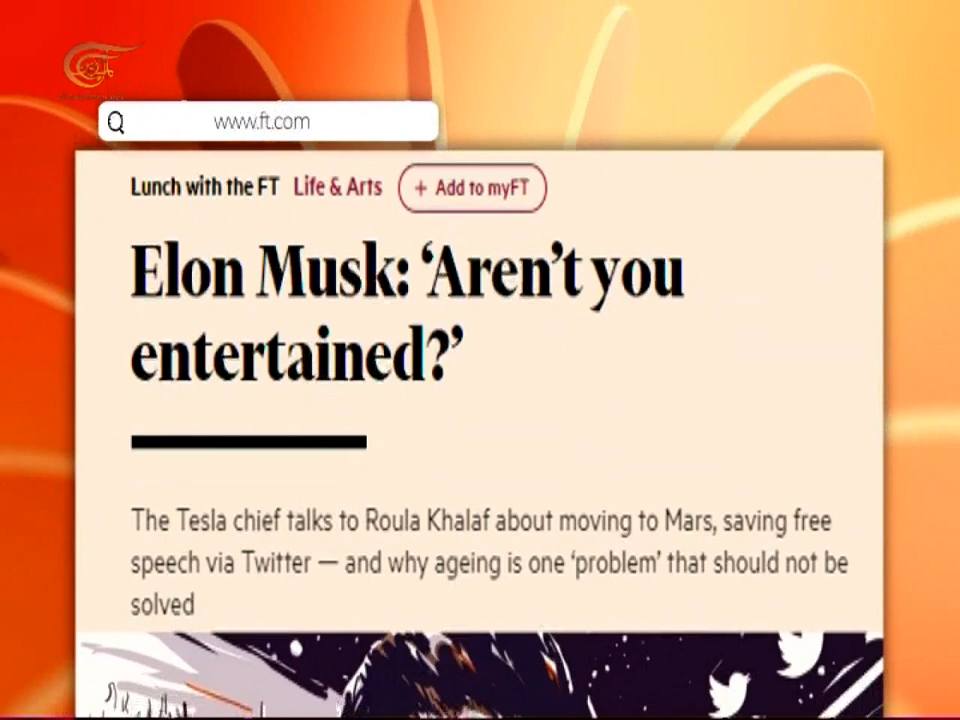 www.ft.com
Lunch with the FT Life & Arts + Add to myFT
Elon Musk: ‘Aren’t you
entertained?’
The Tesla chief talks to Roula Khalaf about moving to Mars, saving free
speech via Twitter — and why ageing is one ‘problem’ that should not be
solved